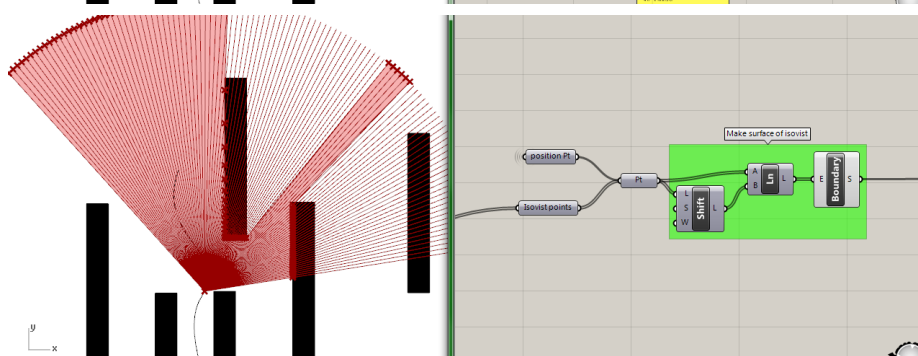 Make surface of isovist
position Pt
Pt
A
B
Ln
L
E
Boundary
S
Isovist points
L
S
W
Shift
L
y
x